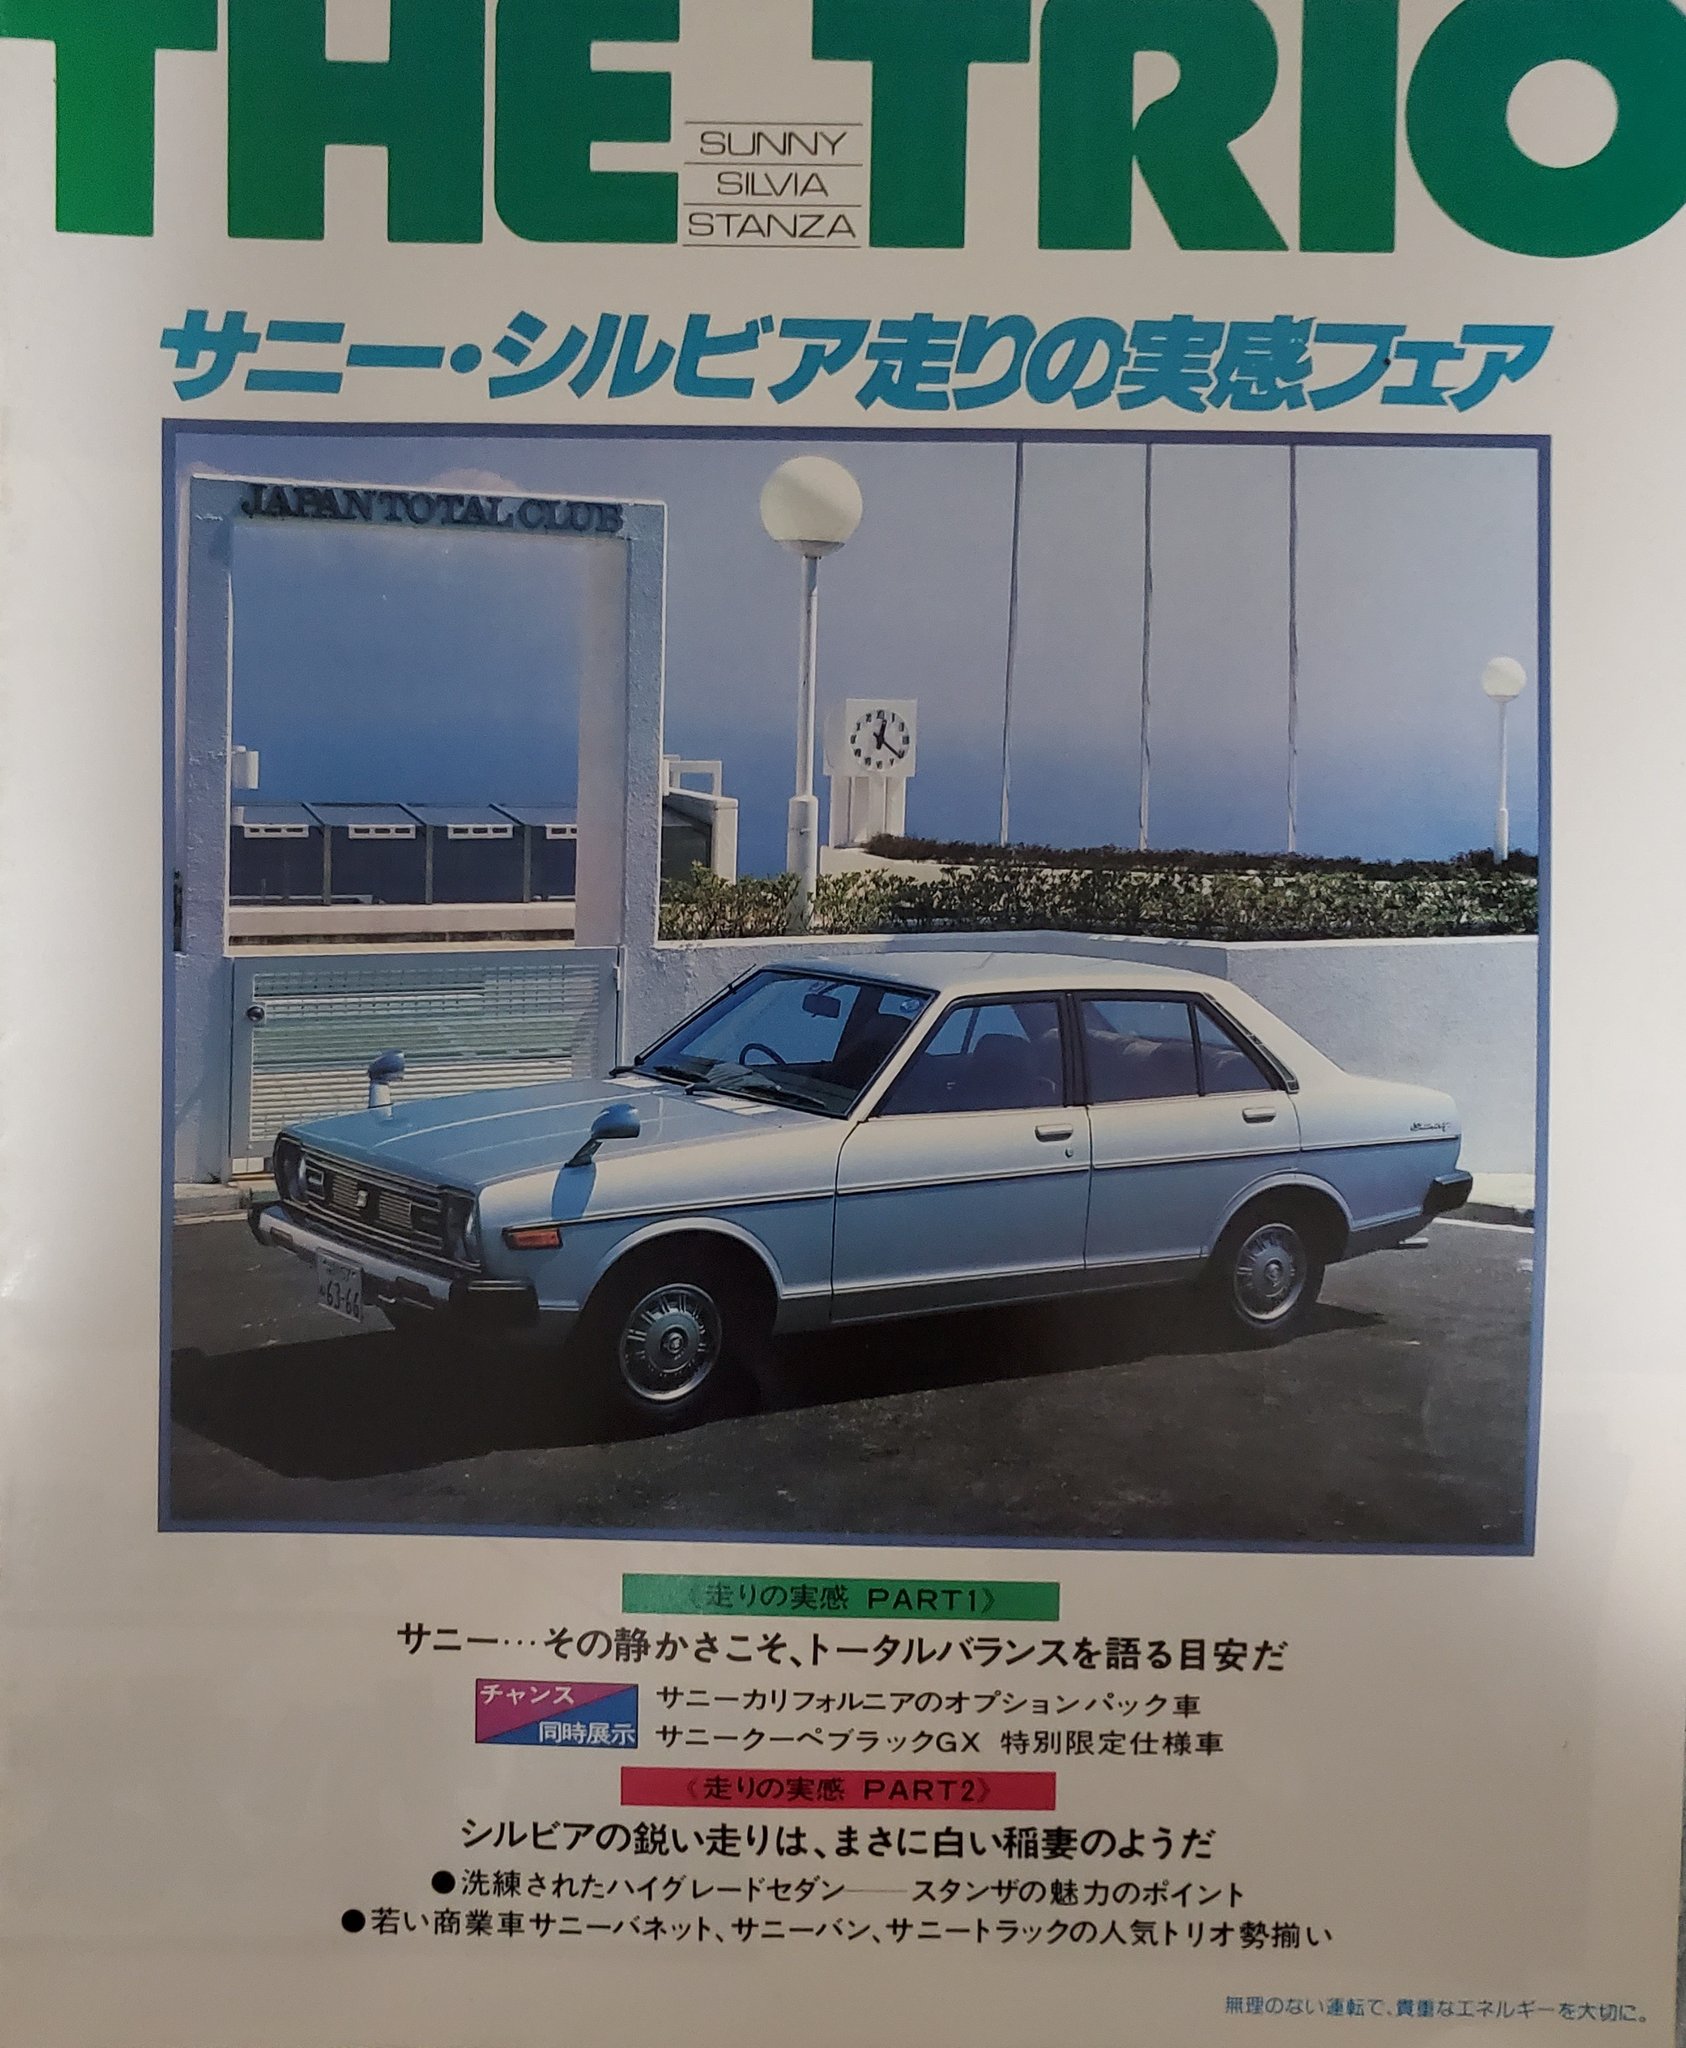 THE TRIO
SUNNY
SILVIA
STANZA
サニー・シルビア走りの実感フェア
JAPAN TOTAL CLUB
63-66
《走りの実感 PART1》
サニー…その静かさこそ、トータルバランスを語る目安だ
チャンス
同時展示
サニーカリフォルニアのオプションパック車
サニークーペブラックGX 特別限定仕様車
《走りの実感 PART2》
シルビアの鋭い走りは、まさに白い稲妻のようだ
●洗練されたハイグレードセダン──スタンザの魅力のポイント
●若い商業車サニーバネット、サニーバン、サニートラックの人気トリオ勢揃い
無理のない運転で、貴重なエネルギーを大切に。